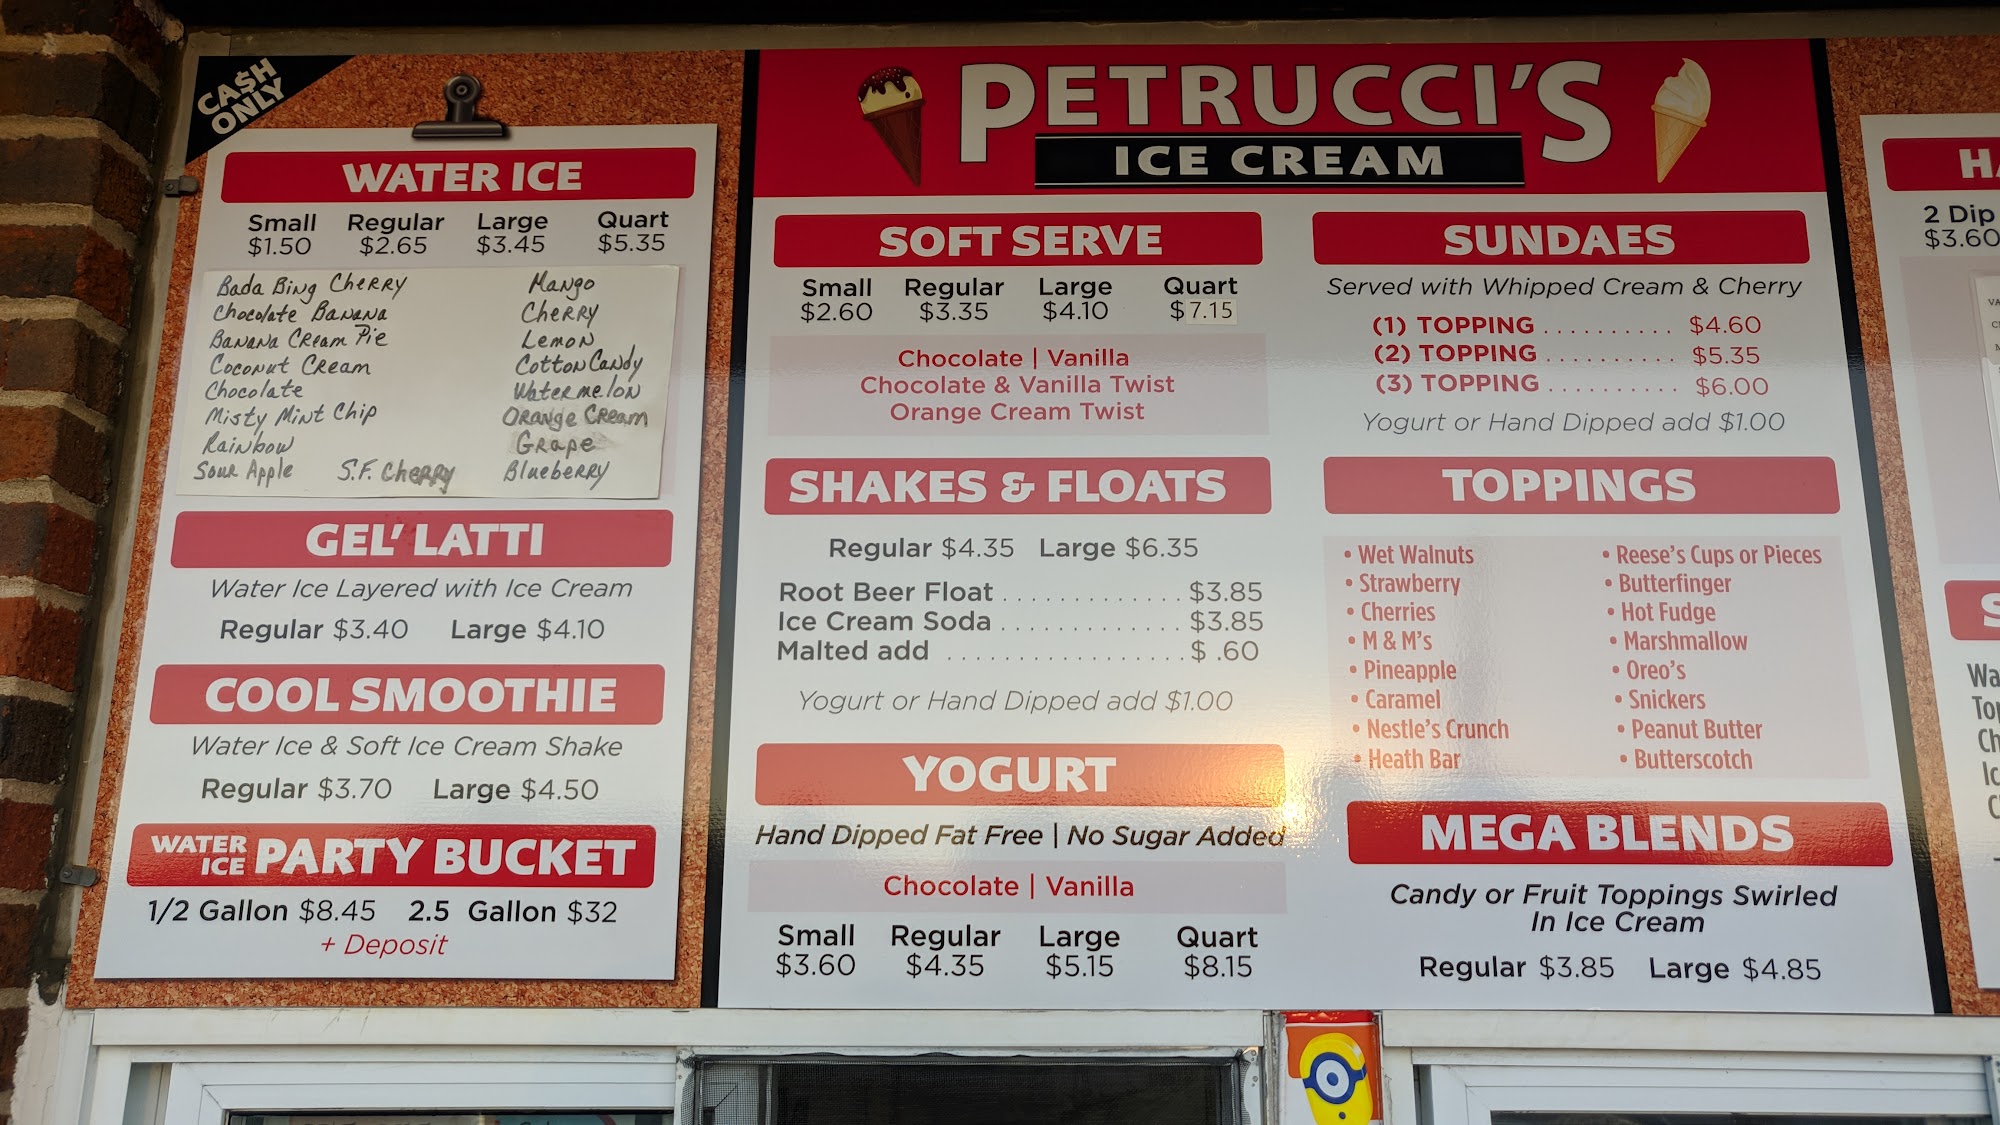 CA$H
ONLY
WATER ICE
Small Regular Large Quart
$1.50 $2.65 $3.45 $5.35
Bada Bing Cherry Mango
Chocolate Banana Cherry
Banana Cream Pie Lemon
Coconut Cream Cotton Candy
Chocolate Watermelon
Misty Mint Chip Orange Cream
Rainbow Grape
Sour Apple S.F. Cherry Blueberry
GEL' LATTI
Water Ice Layered with Ice Cream
Regular $3.40 Large $4.10
COOL SMOOTHIE
Water Ice & Soft Ice Cream Shake
Regular $3.70 Large $4.50
WATER ICE PARTY BUCKET
1/2 Gallon $8.45 2.5 Gallon $32
+ Deposit
PETRUCCI'S
ICE CREAM
SOFT SERVE
Small Regular Large Quart
$2.60 $3.35 $4.10 $7.15
Chocolate | Vanilla
Chocolate & Vanilla Twist
Orange Cream Twist
SHAKES & FLOATS
Regular $4.35 Large $6.35
Root Beer Float . . . . . . . . . . . . . $3.85
Ice Cream Soda . . . . . . . . . . . . . $3.85
Malted add . . . . . . . . . . . . . . . . . $ .60
Yogurt or Hand Dipped add $1.00
YOGURT
Hand Dipped Fat Free | No Sugar Added
Chocolate | Vanilla
Small Regular Large Quart
$3.60 $4.35 $5.15 $8.15
SUNDAES
Served with Whipped Cream & Cherry
(1) TOPPING . . . . . . . . . . $4.60
(2) TOPPING . . . . . . . . . . $5.35
(3) TOPPING . . . . . . . . . . $6.00
Yogurt or Hand Dipped add $1.00
TOPPINGS
• Wet Walnuts • Reese's Cups or Pieces
• Strawberry • Butterfinger
• Cherries • Hot Fudge
• M & M's • Marshmallow
• Pineapple • Oreo's
• Caramel • Snickers
• Nestle's Crunch • Peanut Butter
• Heath Bar • Butterscotch
MEGA BLENDS
Candy or Fruit Toppings Swirled
In Ice Cream
Regular $3.85 Large $4.85
2 Dip
$3.60